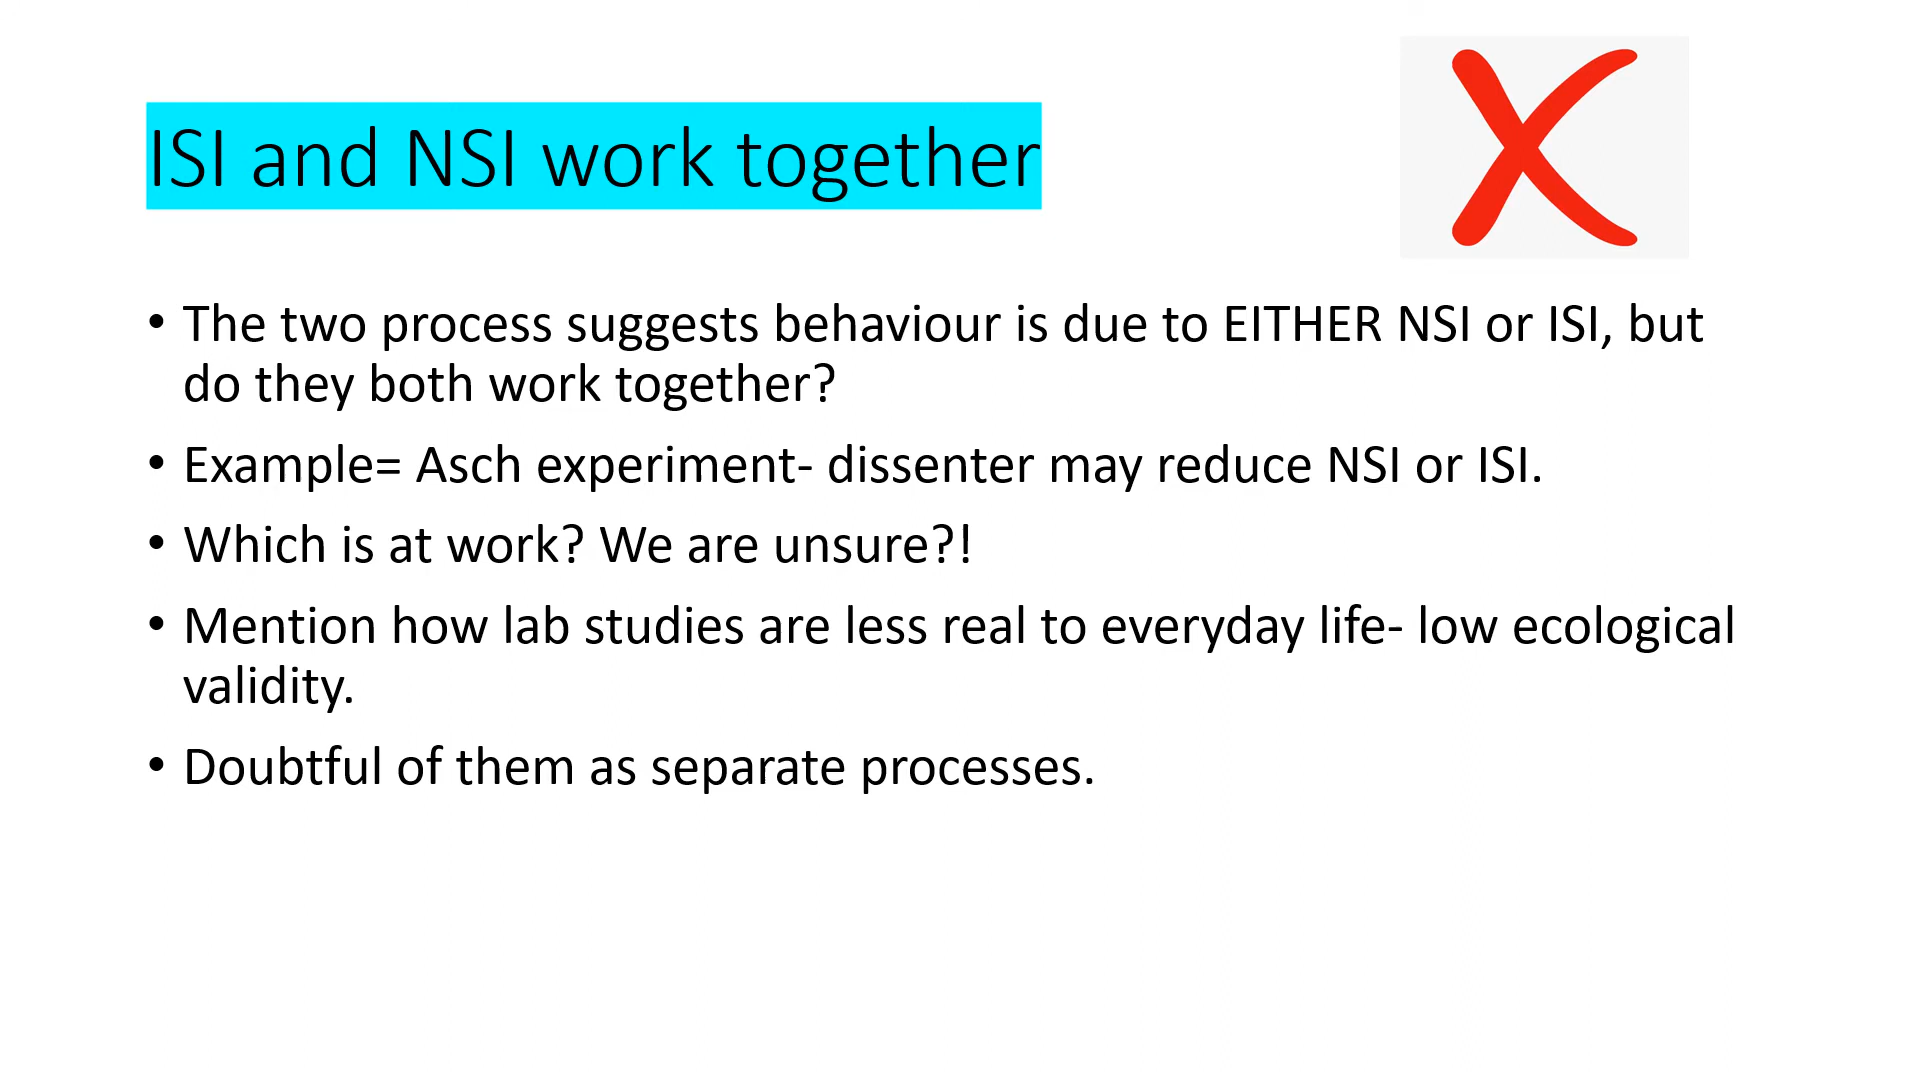 ISI and NSI work together
• The two process suggests behaviour is due to EITHER NSI or ISI, but
do they both work together?
• Example= Asch experiment- dissenter may reduce NSI or ISI.
• Which is at work? We are unsure?!
• Mention how lab studies are less real to everyday life- low ecological
validity.
• Doubtful of them as separate processes.